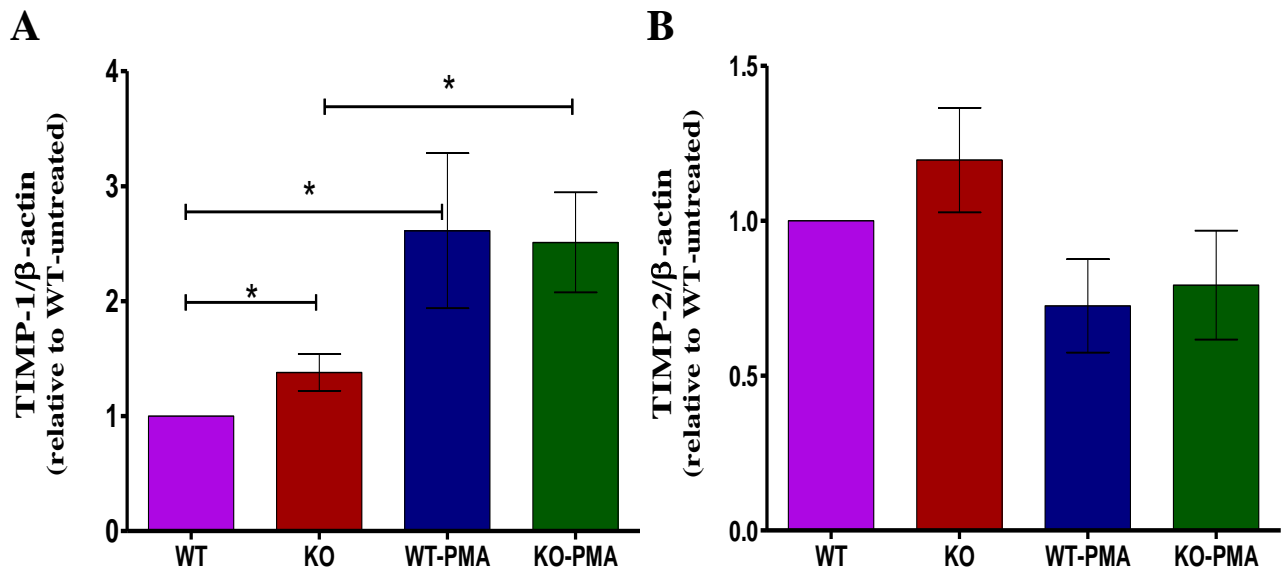 A
TIMP-1/β-actin
(relative to WT-untreated)
4
3
2
1
0
*
*
*
WT KO WT-PMA KO-PMA
B
TIMP-2/β-actin
(relative to WT-untreated)
1.5
1.0
0.5
0.0
WT KO WT-PMA KO-PMA